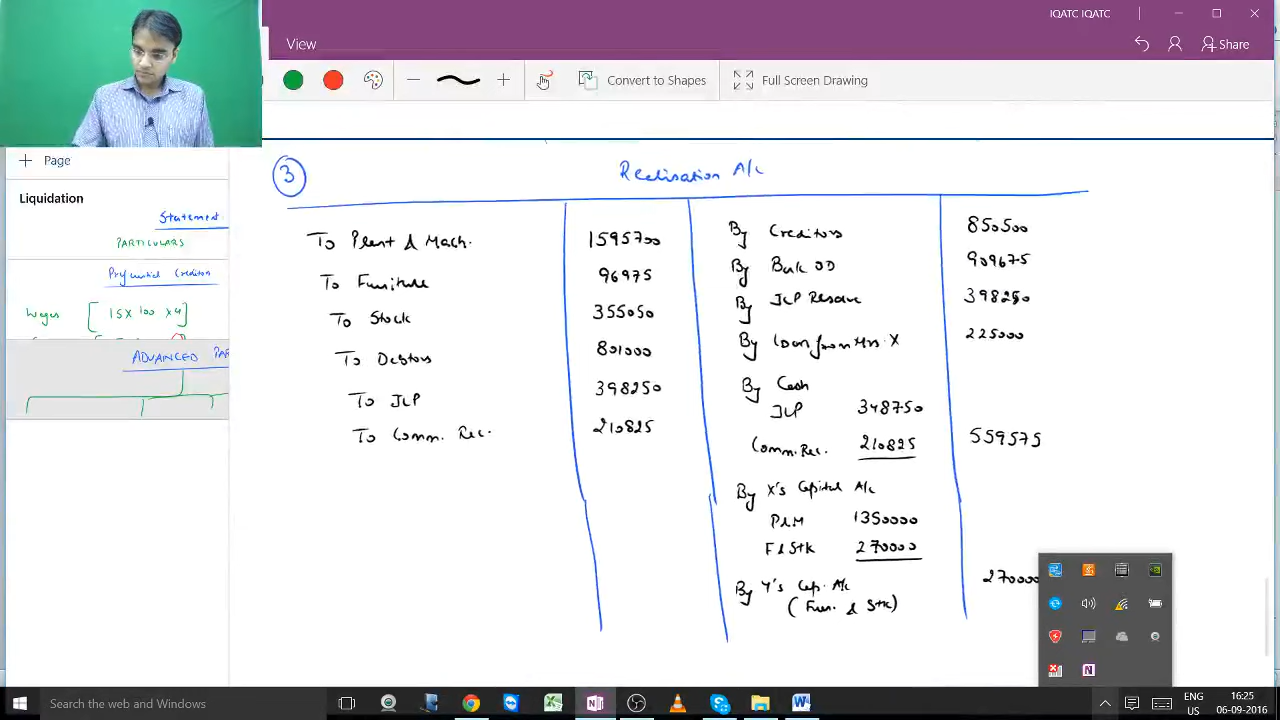 IQATC IQATC
View
Share
Convert to Shapes
Full Screen Drawing
Page
Liquidation
Statement
PARTICULARS
Wages [15 x 100 x 4]
ADVANCED PA
3
Realisation A/c
To Plant & Mach. 1595700
To Furniture 96975
To Stock 355050
To Debtors 801000
To JLP 398250
To Comm. Rec. 210825
By Creditors 850500
By Bank OD 909675
By JLP Reserve 398250
By Loan from Mrs. X 225000
By Cash
JLP 348750
Comm. Rec. 210825 559575
By X's Capital A/c
P&M 1350000
F & Stk 270000
By Y's Cap. A/c 270000
(Furn. & Stk)
Search the web and Windows
ENG
US
16:25
06-09-2016